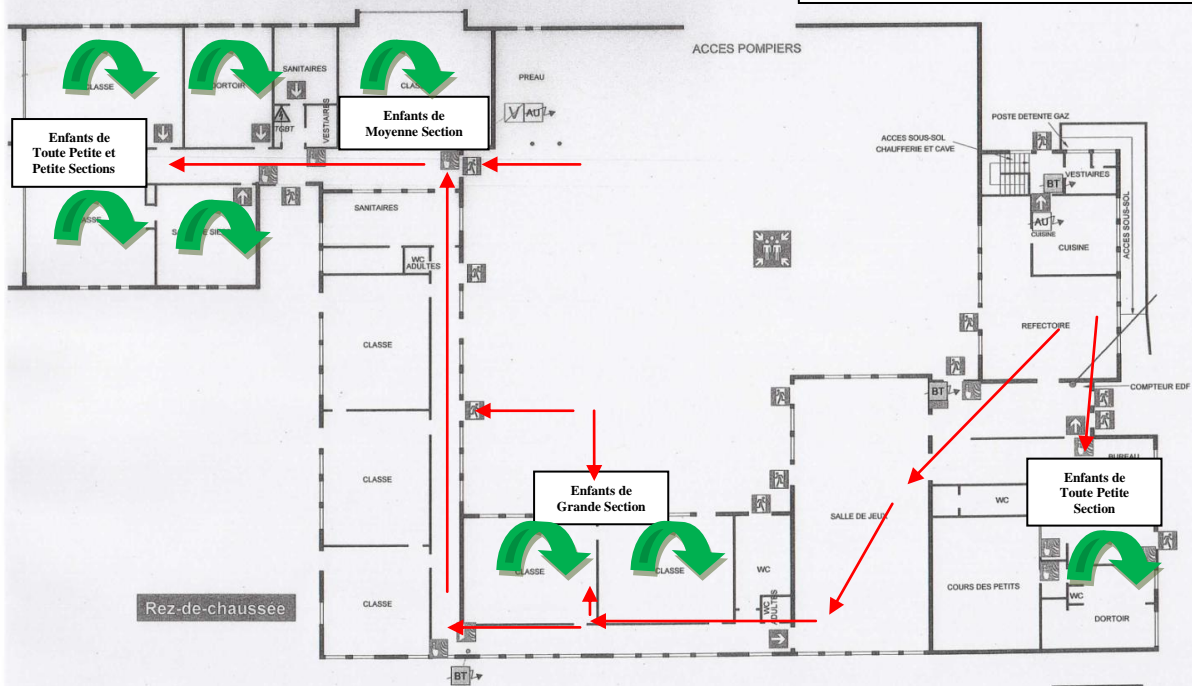 ACCES POMPIERS
CLASSE
DORTOIR
SANITAIRES
CLASSE
PREAU
TGBT
VESTIAIRES
AU
Enfants de
Moyenne Section
Enfants de
Toute Petite et
Petite Sections
POSTE DETENTE GAZ
ACCES SOUS-SOL
CHAUFFERIE ET CAVE
VESTIAIRES
BT
AU
CUISINE
CUISINE
ACCES SOUS-SOL
SANITAIRES
WC
ADULTES
CLASSE
REFECTOIRE
COMPTEUR EDF
BT
BUREAU
CLASSE
Enfants de
Grande Section
Enfants de
Toute Petite
Section
WC
SALLE DE JEUX
CLASSE
CLASSE
WC
COURS DES PETITS
WC
CLASSE
WC
ADULTES
DORTOIR
Rez-de-chaussée
BT